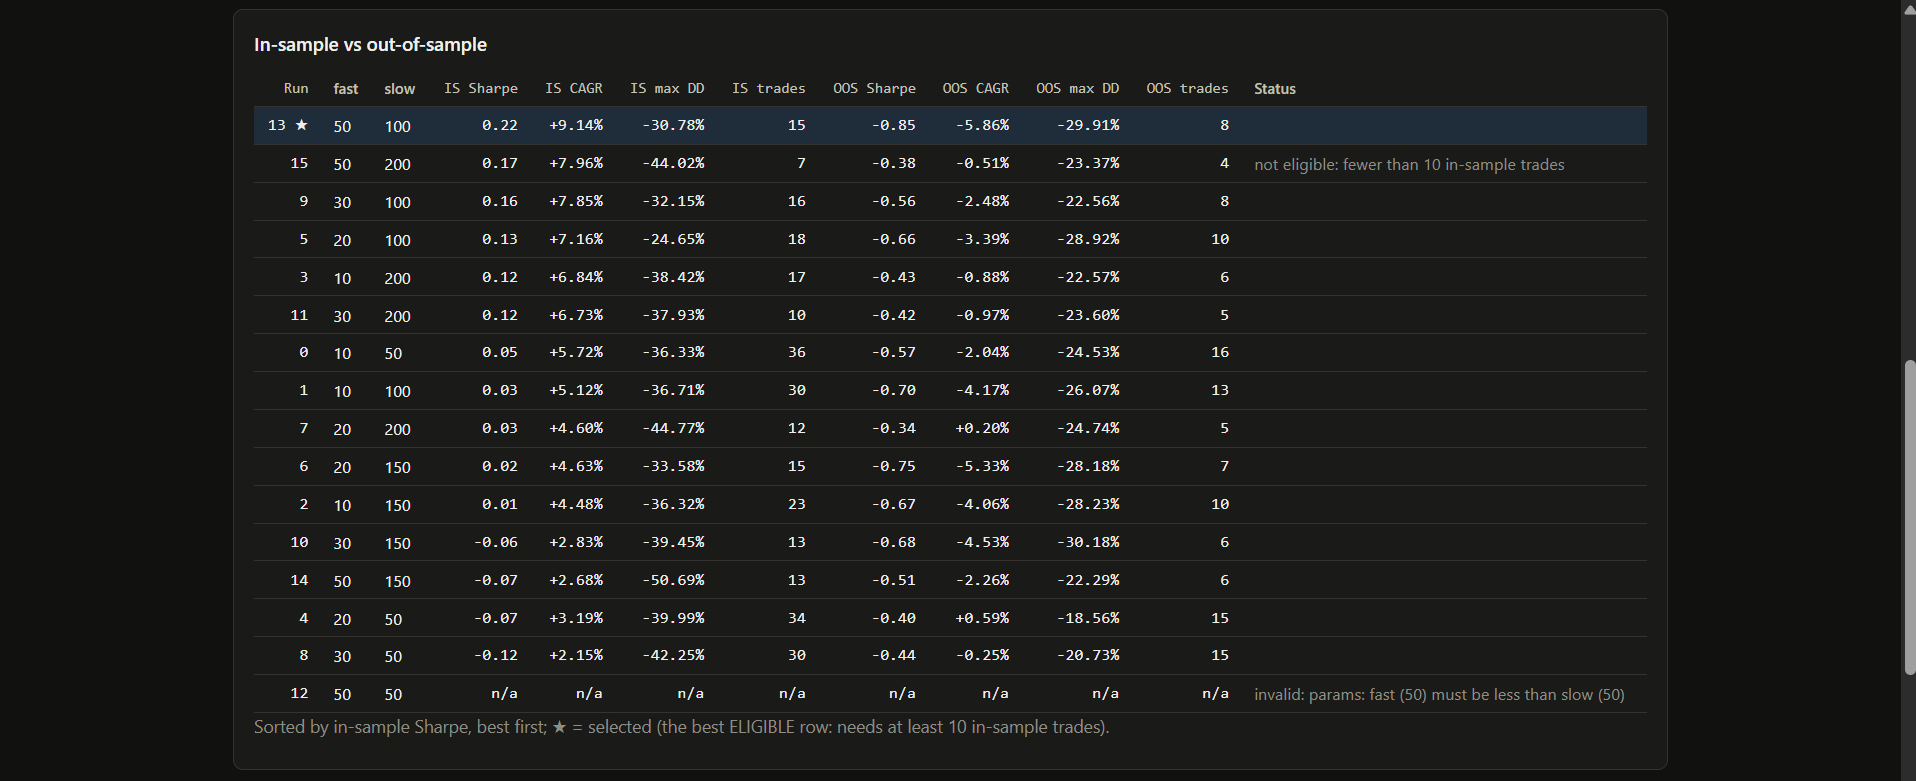 In-sample vs out-of-sample
Run fast slow IS Sharpe IS CAGR IS max DD IS trades OOS Sharpe OOS CAGR OOS max DD OOS trades Status
13 ★ 50 100 0.22 +9.14% -30.78% 15 -0.85 -5.86% -29.91% 8
15 50 200 0.17 +7.96% -44.02% 7 -0.38 -0.51% -23.37% 4 not eligible: fewer than 10 in-sample trades
9 30 100 0.16 +7.85% -32.15% 16 -0.56 -2.48% -22.56% 8
5 20 100 0.13 +7.16% -24.65% 18 -0.66 -3.39% -28.92% 10
3 10 200 0.12 +6.84% -38.42% 17 -0.43 -0.88% -22.57% 6
11 30 200 0.12 +6.73% -37.93% 10 -0.42 -0.97% -23.60% 5
0 10 50 0.05 +5.72% -36.33% 36 -0.57 -2.04% -24.53% 16
1 10 100 0.03 +5.12% -36.71% 30 -0.70 -4.17% -26.07% 13
7 20 200 0.03 +4.60% -44.77% 12 -0.34 +0.20% -24.74% 5
6 20 150 0.02 +4.63% -33.58% 15 -0.75 -5.33% -28.18% 7
2 10 150 0.01 +4.48% -36.32% 23 -0.67 -4.06% -28.23% 10
10 30 150 -0.06 +2.83% -39.45% 13 -0.68 -4.53% -30.18% 6
14 50 150 -0.07 +2.68% -50.69% 13 -0.51 -2.26% -22.29% 6
4 20 50 -0.07 +3.19% -39.99% 34 -0.40 +0.59% -18.56% 15
8 30 50 -0.12 +2.15% -42.25% 30 -0.44 -0.25% -20.73% 15
12 50 50 n/a n/a n/a n/a n/a n/a n/a n/a invalid: params: fast (50) must be less than slow (50)
Sorted by in-sample Sharpe, best first; ★ = selected (the best ELIGIBLE row: needs at least 10 in-sample trades).